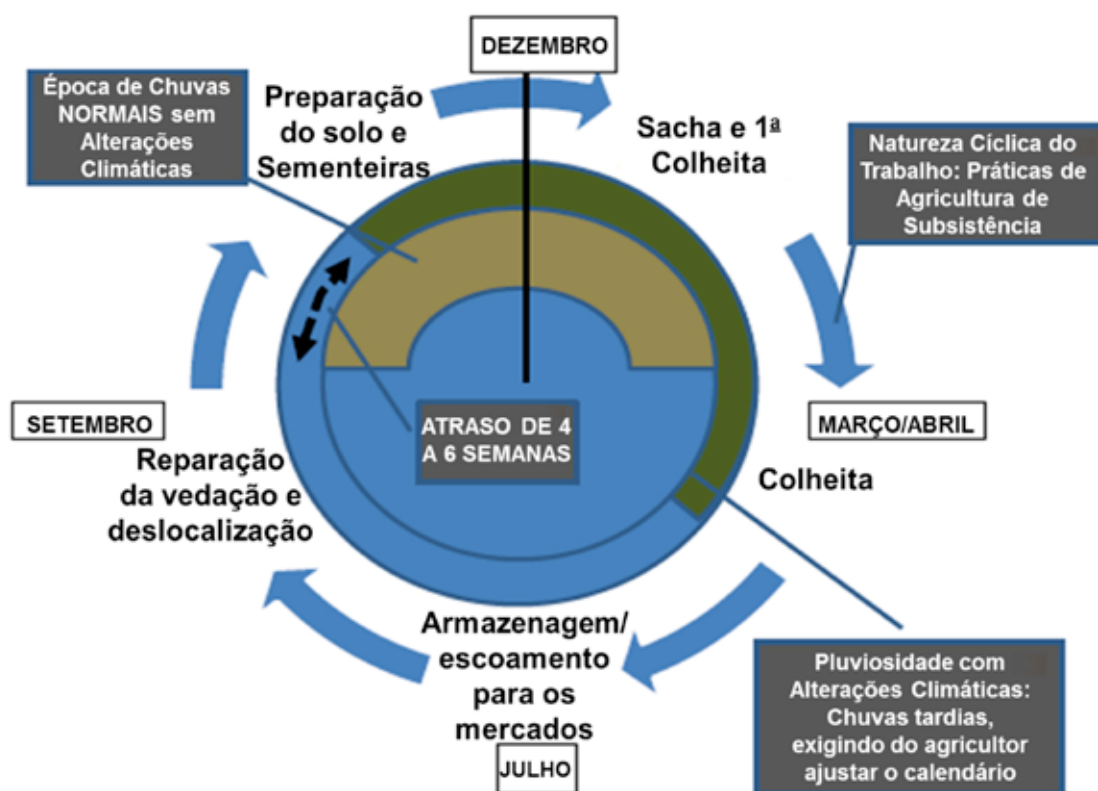 DEZEMBRO
Época de Chuvas
NORMAIS sem
Alterações
Climáticas
Preparação
do solo e
Sementeiras
Sacha e 1ª
Colheita
Natureza Cíclica do
Trabalho: Práticas de
Agricultura de
Subsistência
SETEMBRO
ATRASO DE 4
A 6 SEMANAS
MARÇO/ABRIL
Reparação
da vedação e
deslocalização
Colheita
Armazenagem/
escoamento
para os
mercados
JULHO
Pluviosidade com
Alterações Climáticas:
Chuvas tardias,
exigindo do agricultor
ajustar o calendário